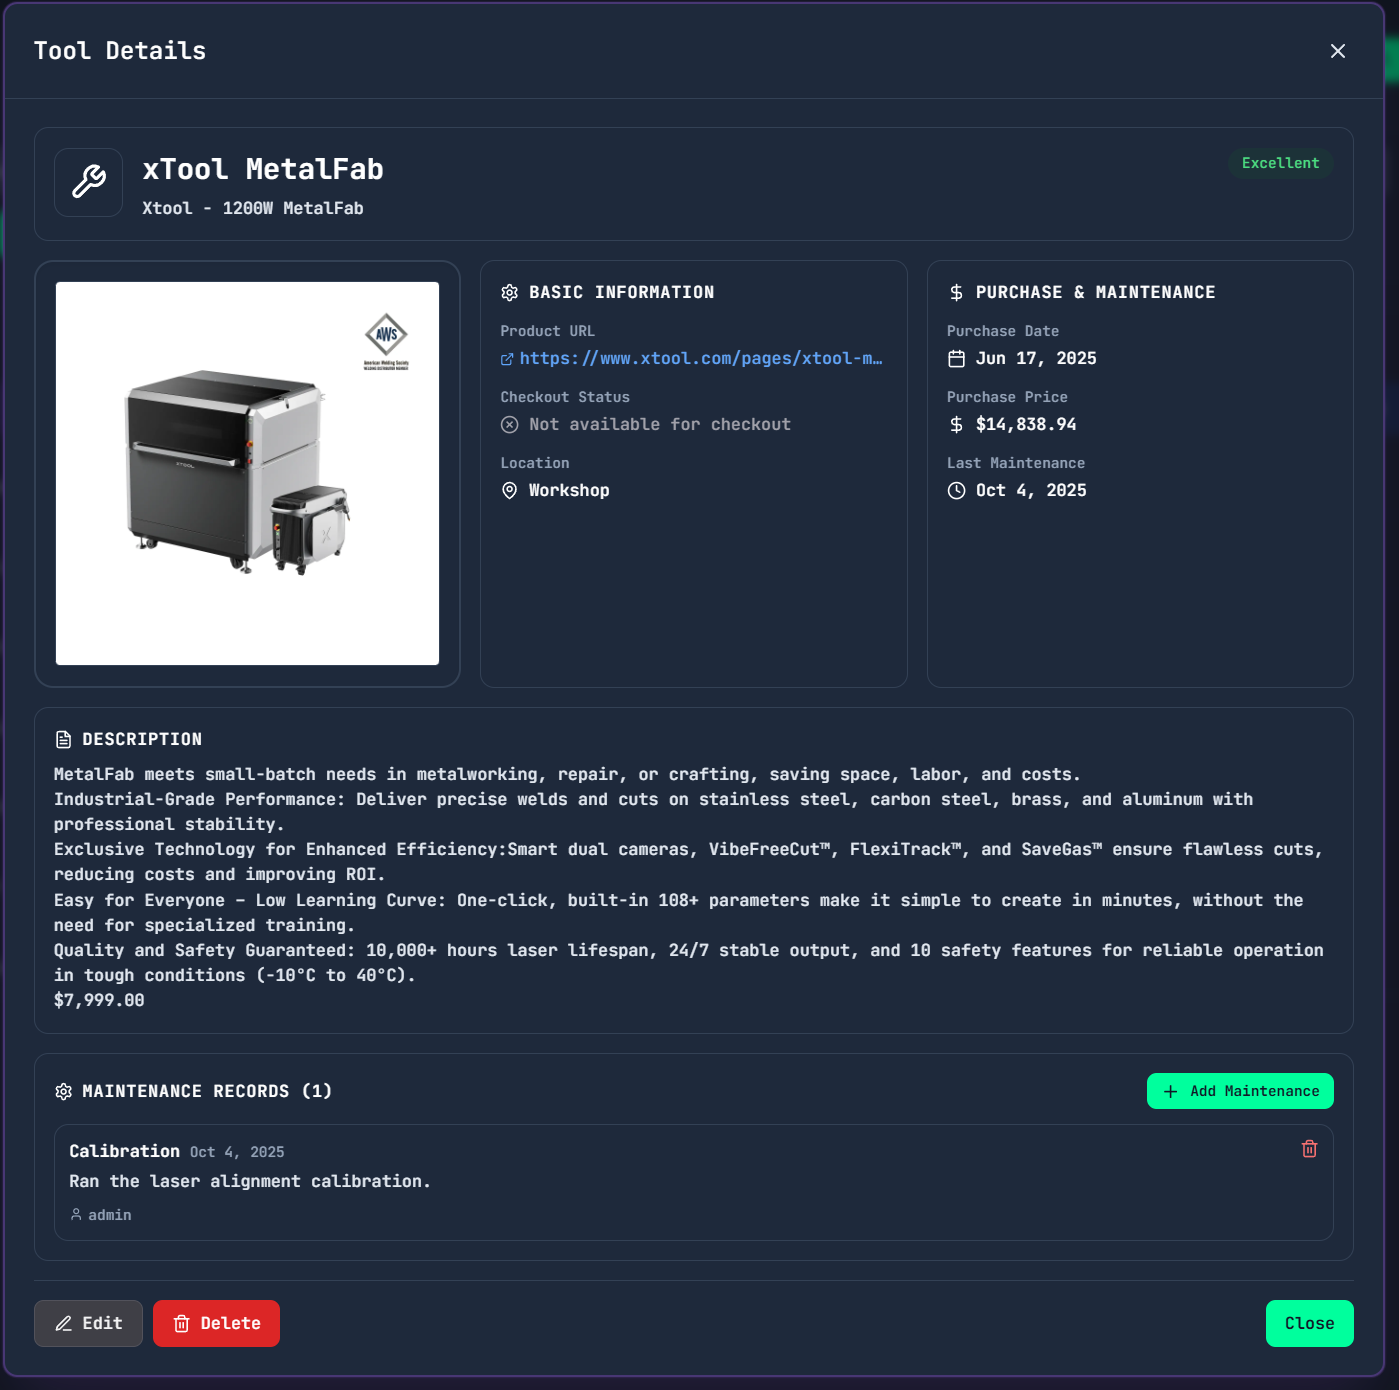 Tool Details
xTool MetalFab
Xtool - 1200W MetalFab
Excellent
AWS
American Welding Society
XTOOL
BASIC INFORMATION
Product URL
https://www.xtool.com/pages/xtool-m…
Checkout Status
Not available for checkout
Location
Workshop
PURCHASE & MAINTENANCE
Purchase Date
Jun 17, 2025
Purchase Price
$14,838.94
Last Maintenance
Oct 4, 2025
DESCRIPTION
MetalFab meets small-batch needs in metalworking, repair, or crafting, saving space, labor, and costs.
Industrial-Grade Performance: Deliver precise welds and cuts on stainless steel, carbon steel, brass, and aluminum with
professional stability.
Exclusive Technology for Enhanced Efficiency:Smart dual cameras, VibeFreeCut™, FlexiTrack™, and SaveGas™ ensure flawless cuts,
reducing costs and improving ROI.
Easy for Everyone – Low Learning Curve: One-click, built-in 108+ parameters make it simple to create in minutes, without the
need for specialized training.
Quality and Safety Guaranteed: 10,000+ hours laser lifespan, 24/7 stable output, and 10 safety features for reliable operation
in tough conditions (-10°C to 40°C).
$7,999.00
MAINTENANCE RECORDS (1)
Add Maintenance
Calibration Oct 4, 2025
Ran the laser alignment calibration.
admin
Edit
Delete
Close